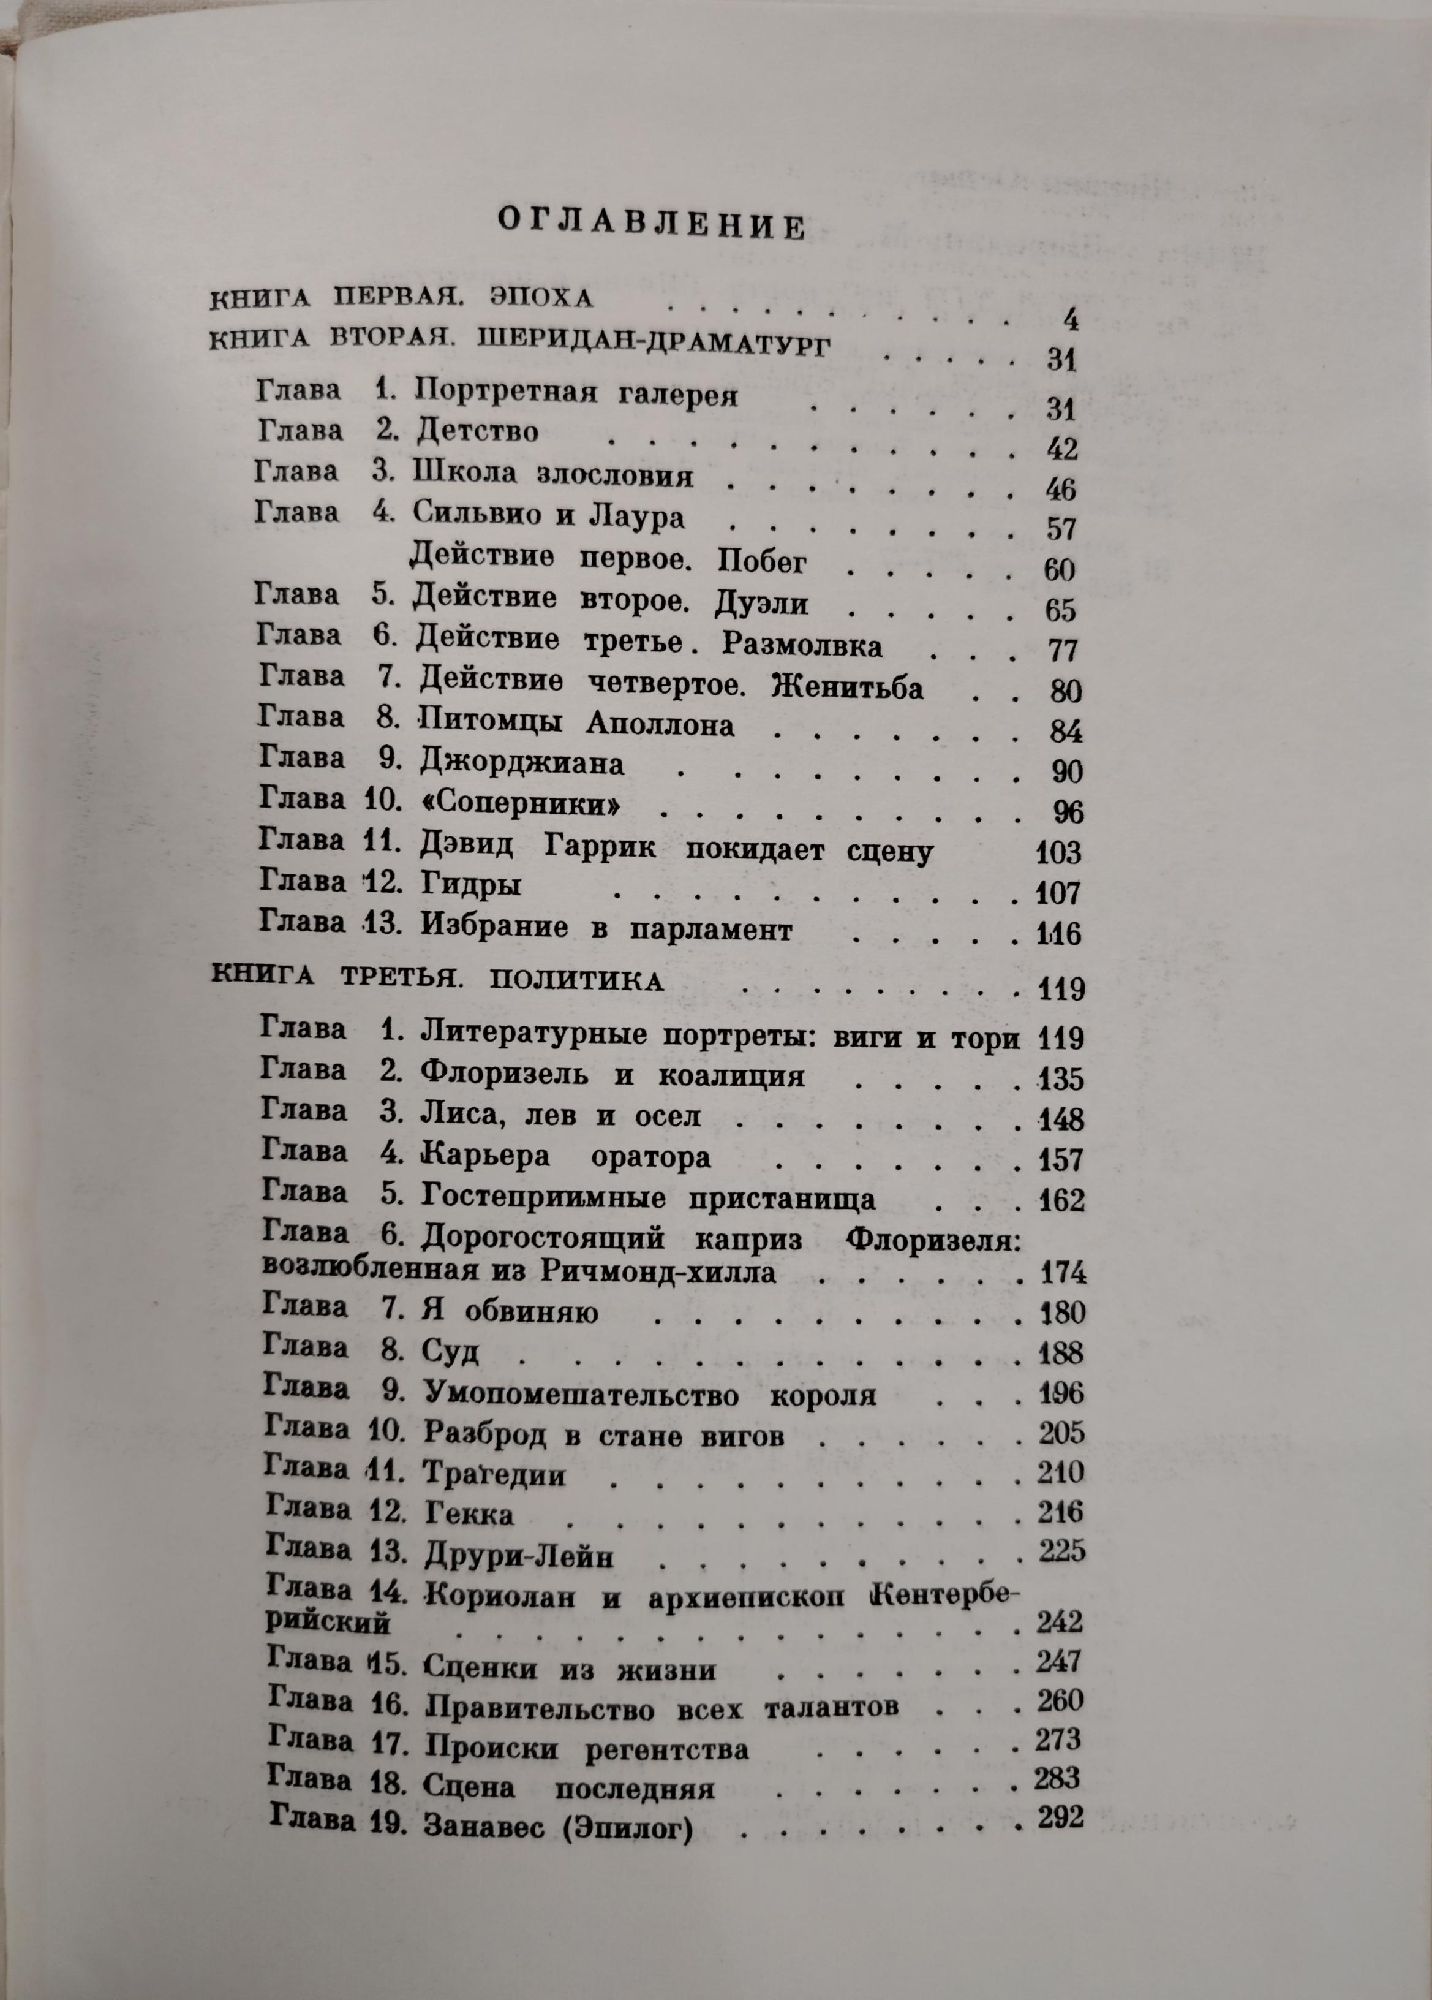 ОГЛАВЛЕНИЕ
КНИГА ПЕРВАЯ. ЭПОХА . . . . . . . . . . 4
КНИГА ВТОРАЯ. ШЕРИДАН-ДРАМАТУРГ . . . . . 31
Глава 1. Портретная галерея . . . . . . 31
Глава 2. Детство . . . . . . . . . . . 42
Глава 3. Школа злословия . . . . . . . . 46
Глава 4. Сильвио и Лаура . . . . . . . . 57
Действие первое. Побег . . . . . 60
Глава 5. Действие второе. Дуэли . . . . . 65
Глава 6. Действие третье. Размолвка . . . 77
Глава 7. Действие четвертое. Женитьба . . 80
Глава 8. Питомцы Аполлона . . . . . . . 84
Глава 9. Джорджиана . . . . . . . . . 90
Глава 10. «Соперники» . . . . . . . . . . 96
Глава 11. Дэвид Гаррик покидает сцену 103
Глава 12. Гидры . . . . . . . . . . . 107
Глава 13. Избрание в парламент . . . . . 116
КНИГА ТРЕТЬЯ. ПОЛИТИКА . . . . . . . . 119
Глава 1. Литературные портреты: виги и тори 119
Глава 2. Флоризель и коалиция . . . . . 135
Глава 3. Лиса, лев и осел . . . . . . . . 148
Глава 4. Карьера оратора . . . . . . . 157
Глава 5. Гостеприимные пристанища . . . 162
Глава 6. Дорогостоящий каприз Флоризеля:
возлюбленная из Ричмонд-хилла . . . . . . 174
Глава 7. Я обвиняю . . . . . . . . . . 180
Глава 8. Суд . . . . . . . . . . . . . 188
Глава 9. Умопомешательство короля . . . 196
Глава 10. Разброд в стане вигов . . . . . . 205
Глава 11. Трагедии . . . . . . . . . . . 210
Глава 12. Гекка . . . . . . . . . . . . 216
Глава 13. Друри-Лейн . . . . . . . . . . 225
Глава 14. Кориолан и архиепископ Кентербе-
рийский . . . . . . . . . . . . . . . 242
Глава 15. Сценки из жизни . . . . . . . 247
Глава 16. Правительство всех талантов . . . 260
Глава 17. Происки регентства . . . . . . 273
Глава 18. Сцена последняя . . . . . . . 283
Глава 19. Занавес (Эпилог) . . . . . . . . 292